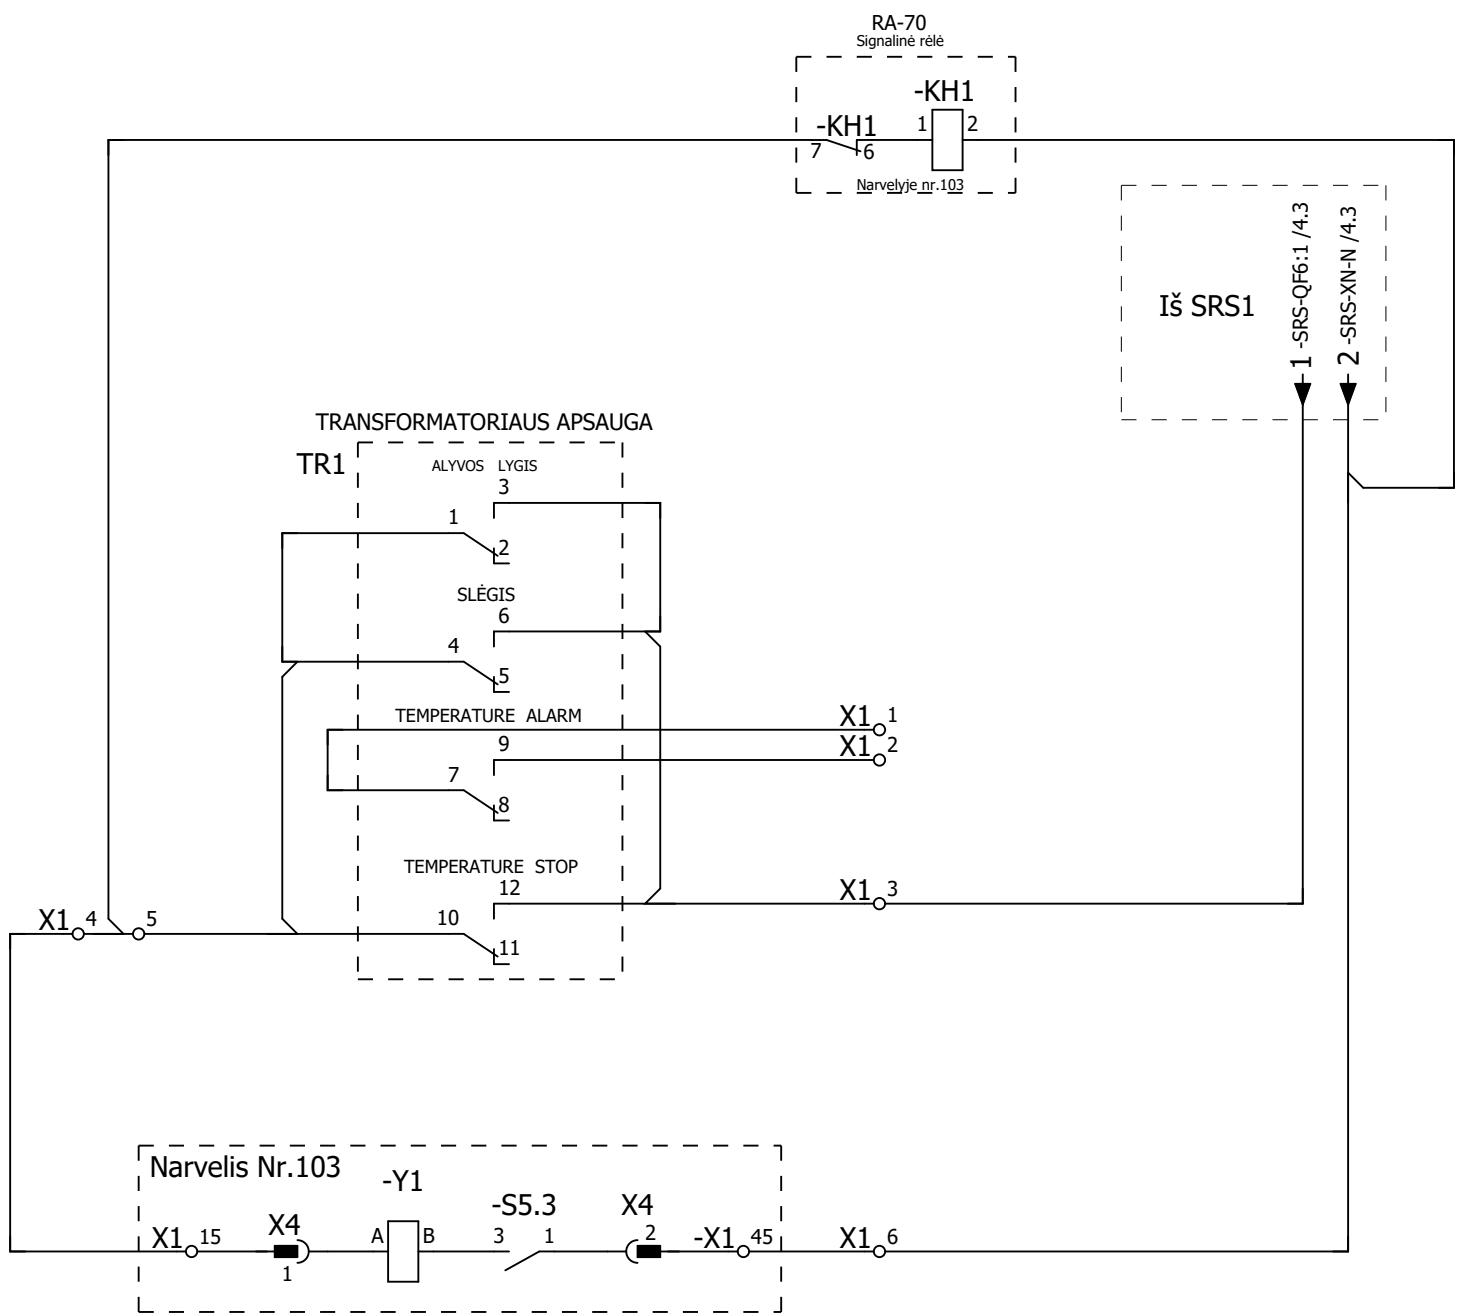 RA-70
Signalinė rėlė
-KH1
1 2
-KH1
7 6
Narvelyje nr.103
Iš SRS1
1 -SRS-QF6:1 /4.3
2 -SRS-XN-N /4.3
TRANSFORMATORIAUS APSAUGA
TR1
ALYVOS LYGIS
3
1
2
SLĖGIS
6
4
5
TEMPERATURE ALARM
X1 1
9
X1 2
7
8
TEMPERATURE STOP
12
X1 3
10
X1 4 5
11
Narvelis Nr.103
-Y1
-S5.3
X4
X4
X1 15
A B
3 1
2
-X1 45
X1 6
1